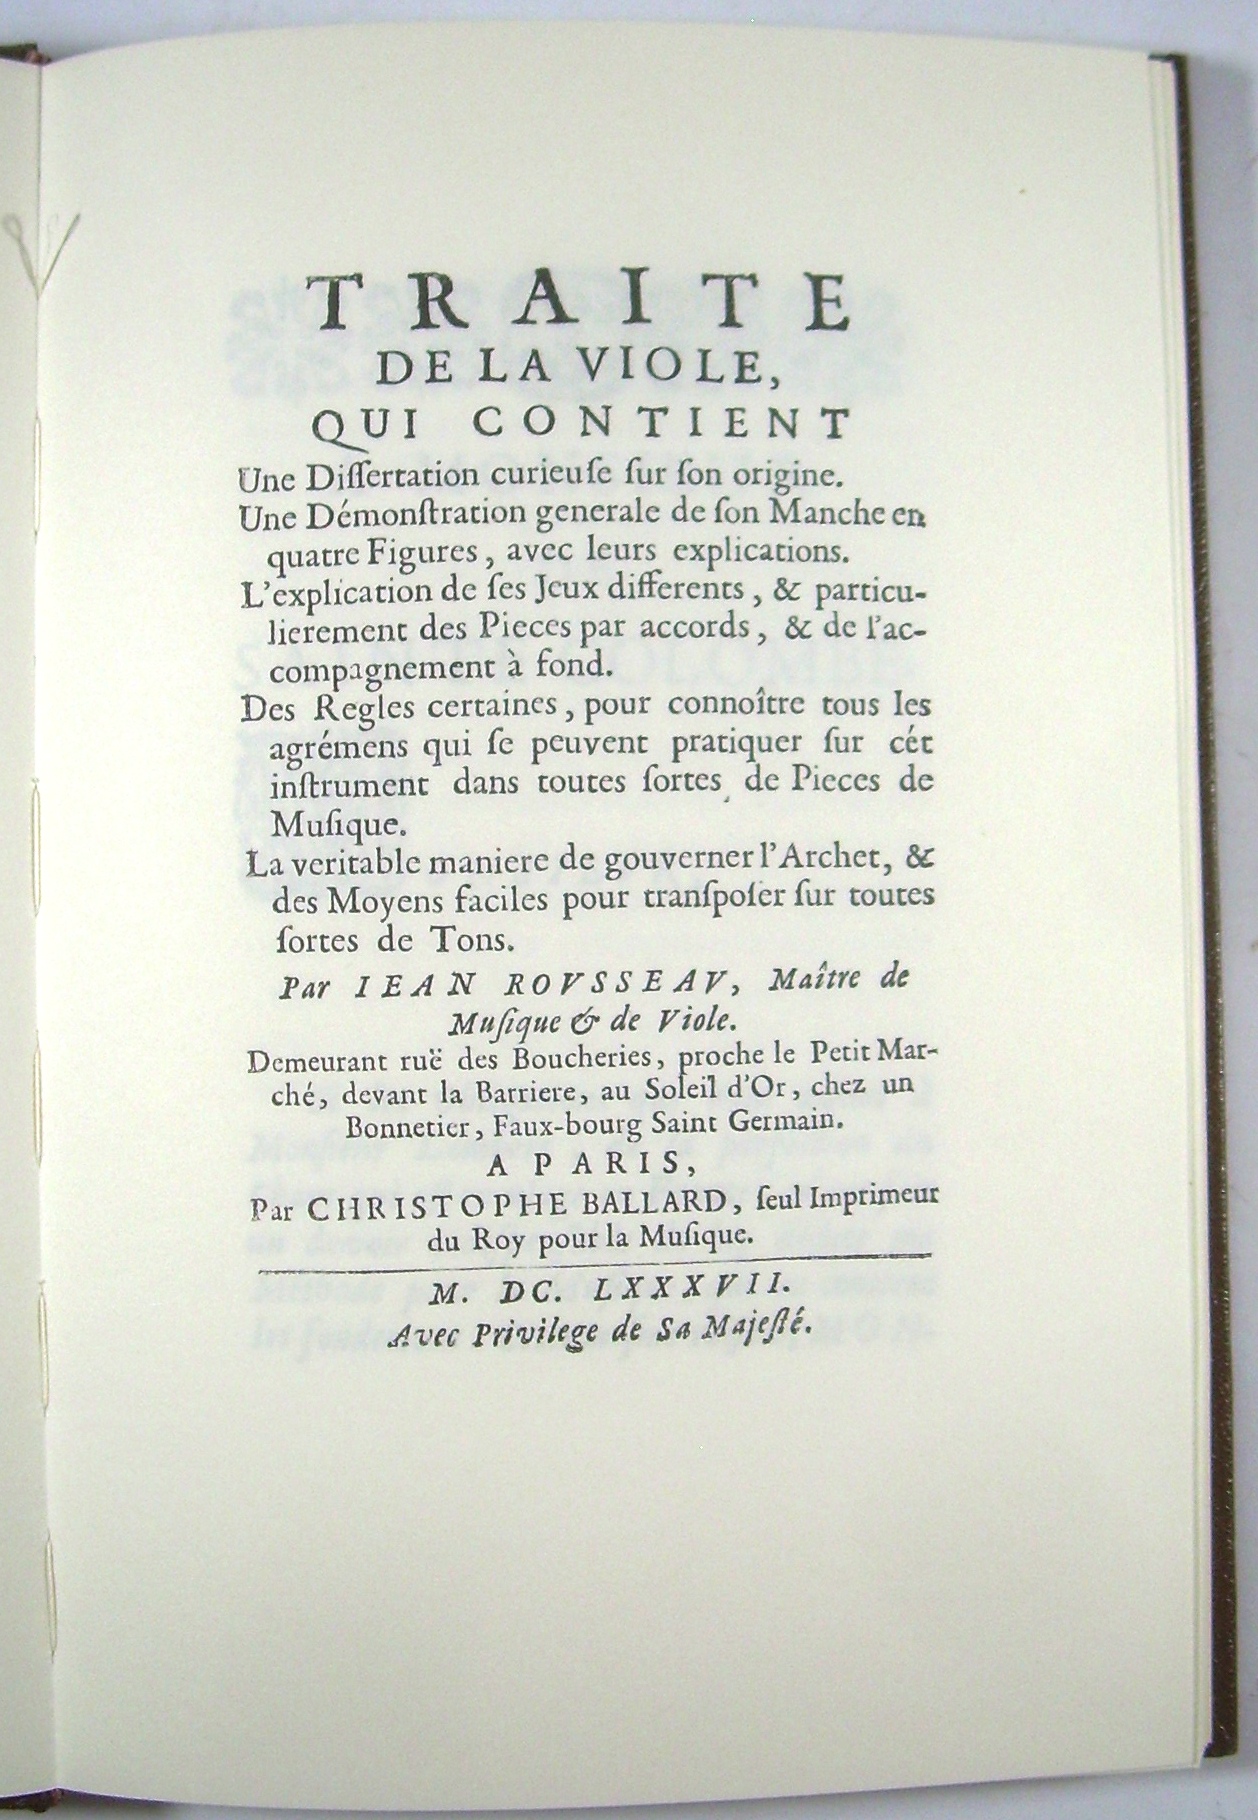 TRAITE
DE LA VIOLE,
QUI CONTIENT
Une Diſſertation curieuſe ſur ſon origine.
Une Démonſtration generale de ſon Manche en
quatre Figures, avec leurs explications.
L'explication de ſes Jeux differents, & particu-
lierement des Pieces par accords, & de l'ac-
compagnement à fond.
Des Regles certaines, pour connoître tous les
agrémens qui ſe peuvent pratiquer ſur cét
inſtrument dans toutes ſortes de Pieces de
Muſique.
La veritable maniere de gouverner l'Archet, &
des Moyens faciles pour tranſpoſer ſur toutes
ſortes de Tons.
Par IEAN ROVSSEAV, Maître de
Muſique & de Viole.
Demeurant ruë des Boucheries, proche le Petit Mar-
ché, devant la Barriere, au Soleil d'Or, chez un
Bonnetier, Faux-bourg Saint Germain.
A PARIS,
Par CHRISTOPHE BALLARD, ſeul Imprimeur
du Roy pour la Muſique.
M. DC. LXXXVII.
Avec Privilege de Sa Majeſté.